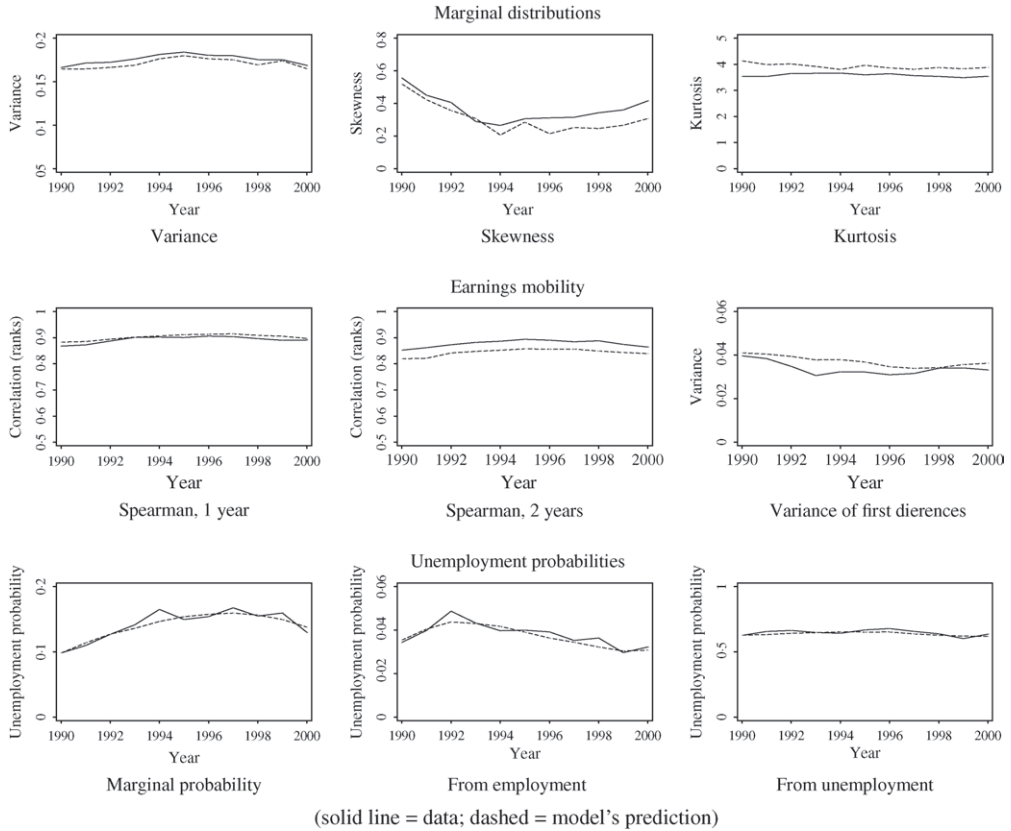 Marginal distributions
Variance
0·2
0·15
0·1
0·5
1990 1992 1994 1996 1998 2000
Year
Variance
Skewness
0·8
0·6
0·4
0·2
0
1990 1992 1994 1996 1998 2000
Year
Skewness
Kurtosis
5
4
3
2
1
0
1990 1992 1994 1996 1998 2000
Year
Kurtosis
Earnings mobility
Correlation (ranks)
1
0·9
0·8
0·7
0·6
0·5
1990 1992 1994 1996 1998 2000
Year
Spearman, 1 year
Correlation (ranks)
1
0·9
0·8
0·7
0·6
0·5
1990 1992 1994 1996 1998 2000
Year
Spearman, 2 years
Variance
0·06
0·04
0·02
0
1990 1992 1994 1996 1998 2000
Year
Variance of first dierences
Unemployment probabilities
Unemployment probability
0·2
0·1
0
1990 1992 1994 1996 1998 2000
Year
Marginal probability
Unemployment probability
0·06
0·04
0·02
0
1990 1992 1994 1996 1998 2000
Year
From employment
Unemployment probability
1
0·5
0
1990 1992 1994 1996 1998 2000
Year
From unemployment
(solid line = data; dashed = model’s prediction)